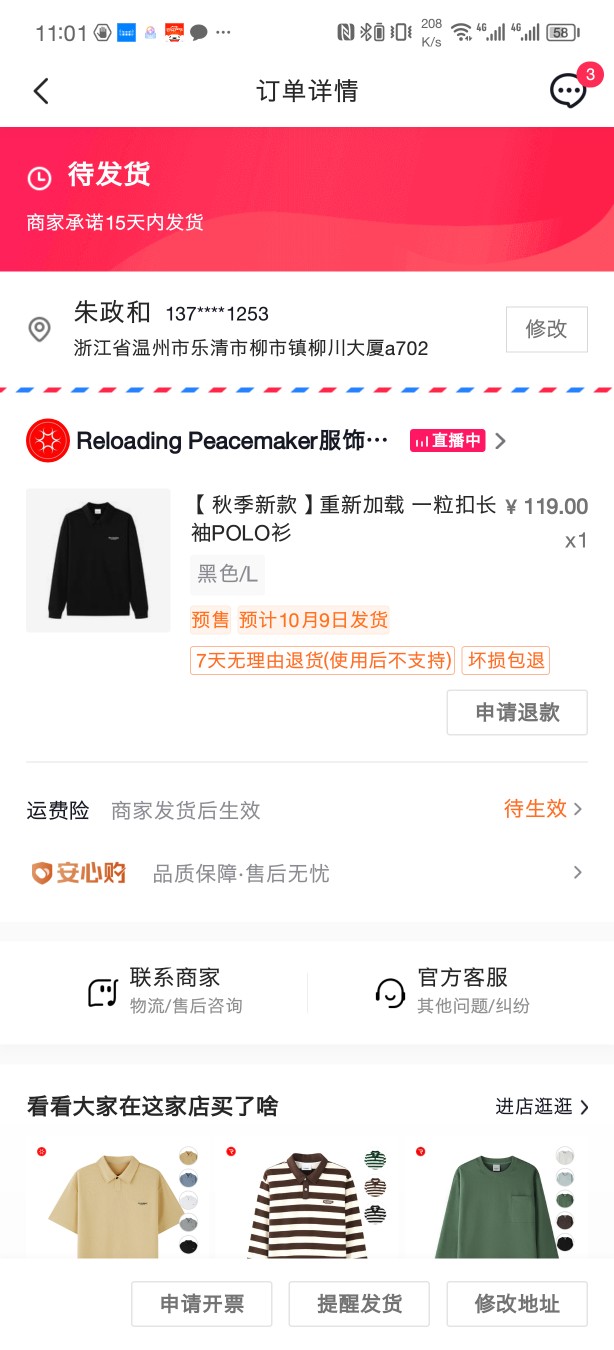 11:01
208
K/s
4G
4G
58
订单详情
3
待发货
商家承诺15天内发货
朱政和 137****1253
修改
浙江省温州市乐清市柳市镇柳川大厦a702
Reloading Peacemaker服饰… 直播中
【秋季新款】重新加载 一粒扣长 ¥ 119.00
袖POLO衫
x1
黑色/L
预售 预计10月9日发货
7天无理由退货(使用后不支持) 坏损包退
申请退款
运费险 商家发货后生效 待生效
安心购 品质保障·售后无忧
联系商家 官方客服
物流/售后咨询 其他问题/纠纷
看看大家在这家店买了啥 进店逛逛
申请开票 提醒发货 修改地址